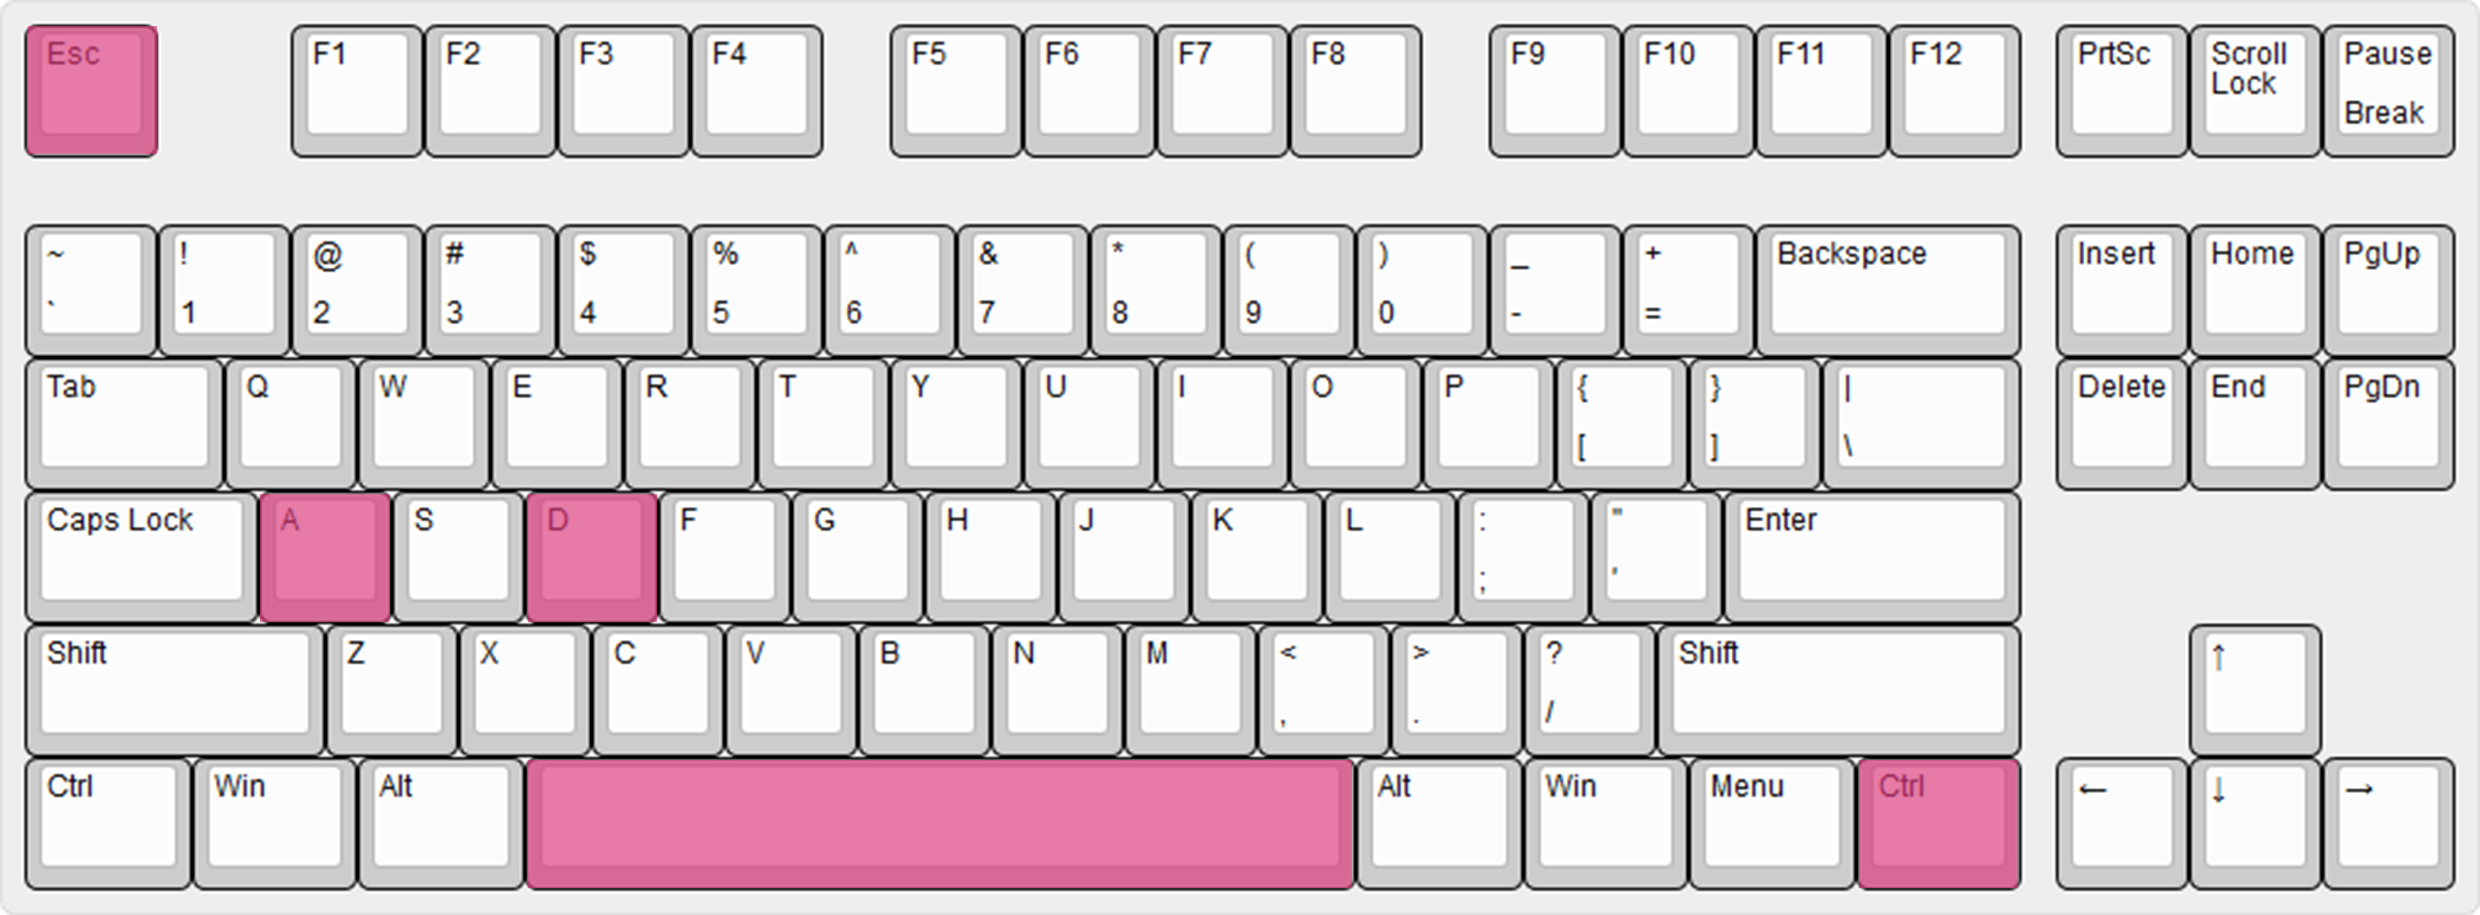 Esc F1 F2 F3 F4 F5 F6 F7 F8 F9 F10 F11 F12 PrtSc Scroll Lock Pause Break
~ ! @ # $ % ^ & * ( ) _ + Backspace Insert Home PgUp
` 1 2 3 4 5 6 7 8 9 0 - =
Tab Q W E R T Y U I O P { } | Delete End PgDn
[ ] \
Caps Lock A S D F G H J K L : " Enter
; '
Shift Z X C V B N M < > ? Shift ↑
, . /
Ctrl Win Alt Alt Win Menu Ctrl ← ↓ →